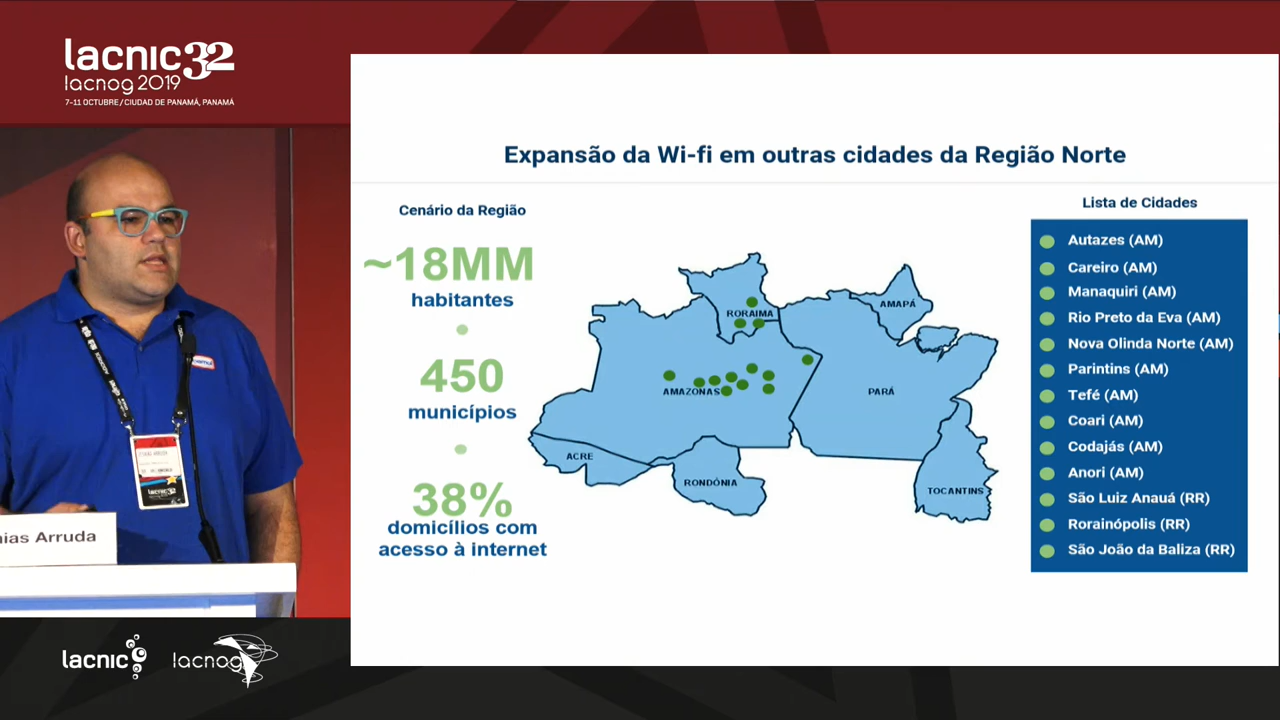 lacnic32
lacnog 2019
7-11 OCTUBRE / CIUDAD DE PANAMÁ, PANAMÁ
Expansão da Wi-fi em outras cidades da Região Norte
Cenário da Região
~18MM
habitantes
450
municípios
38%
domicílios com
acesso à internet
RORAIMA
AMAPÁ
AMAZONAS
PARÁ
ACRE
RONDÔNIA
TOCANTINS
Lista de Cidades
Autazes (AM)
Careiro (AM)
Manaquiri (AM)
Rio Preto da Eva (AM)
Nova Olinda Norte (AM)
Parintins (AM)
Tefé (AM)
Coari (AM)
Codajás (AM)
Anori (AM)
São Luiz Anauá (RR)
Rorainópolis (RR)
São João da Baliza (RR)
lacnic32
Arruda
lacnic
lacnog